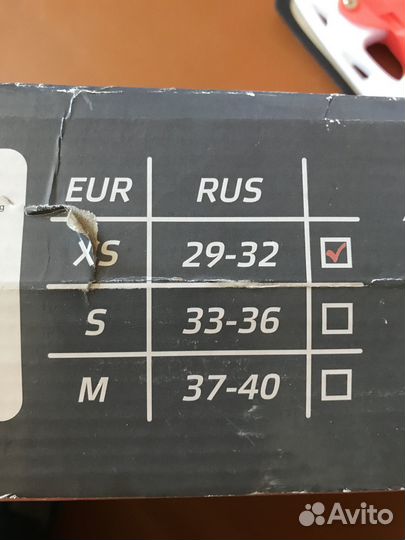 EUR RUS
XS 29-32
S 33-36
M 37-40
Avito